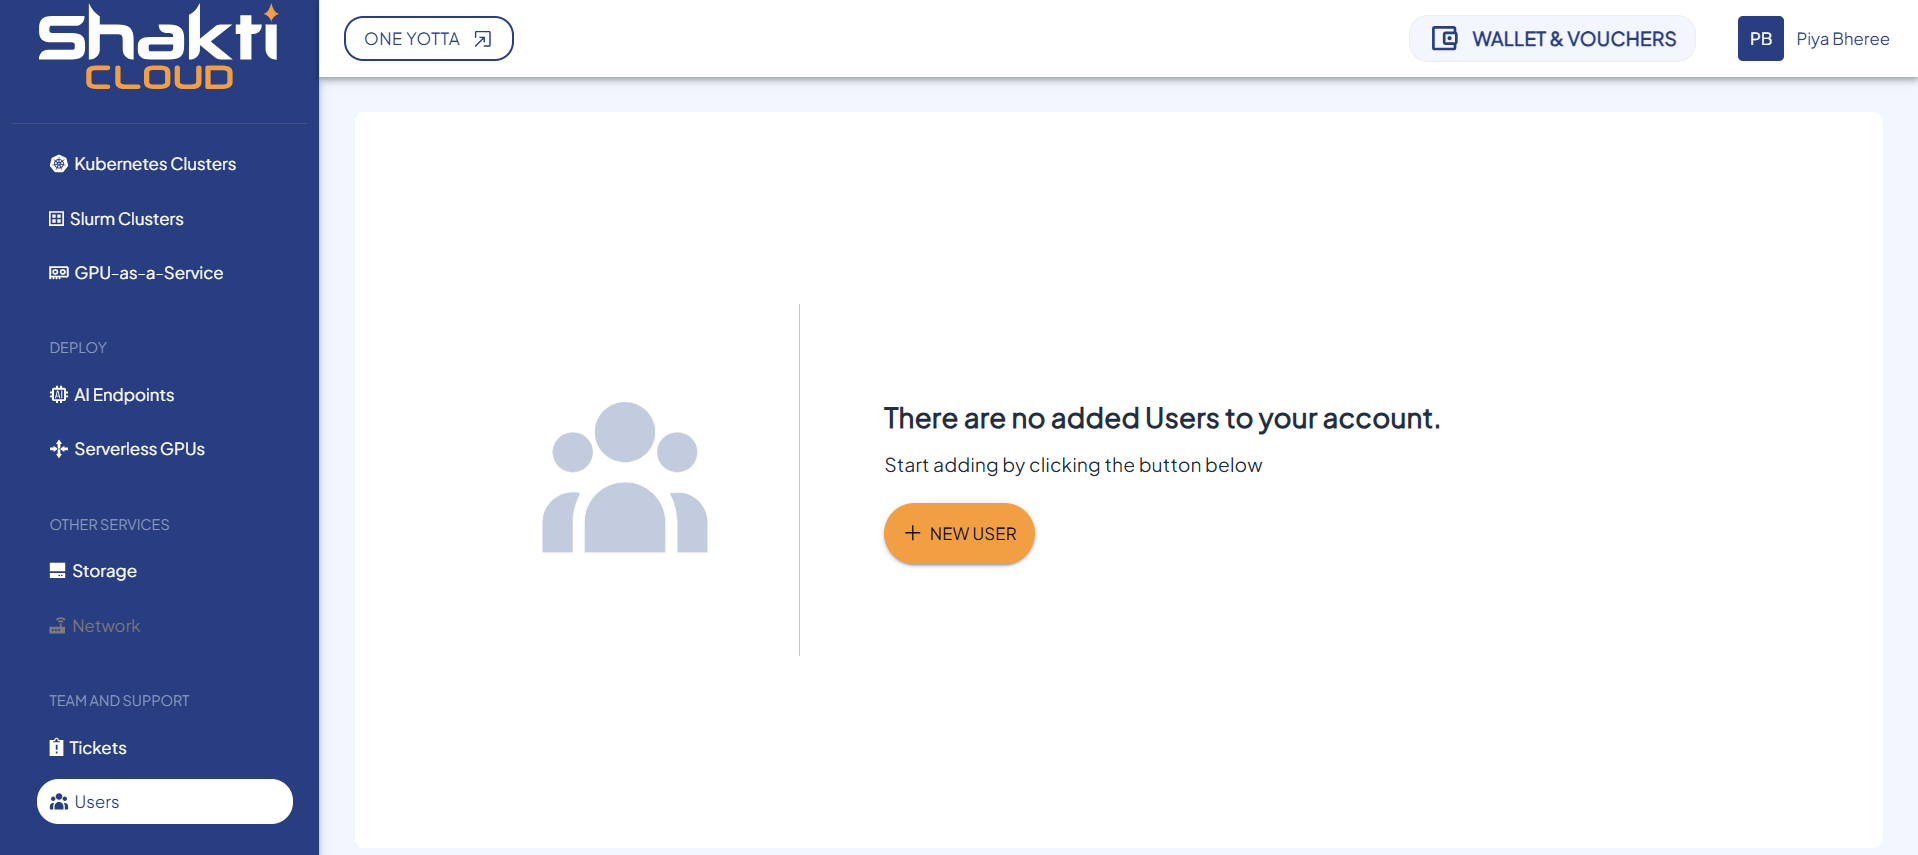 Shakti
CLOUD
Kubernetes Clusters
Slurm Clusters
GPU-as-a-Service
DEPLOY
AI Endpoints
Serverless GPUs
OTHER SERVICES
Storage
Network
TEAM AND SUPPORT
Tickets
Users
ONE YOTTA
WALLET & VOUCHERS
PB
Piya Bheree
There are no added Users to your account.
Start adding by clicking the button below
+ NEW USER